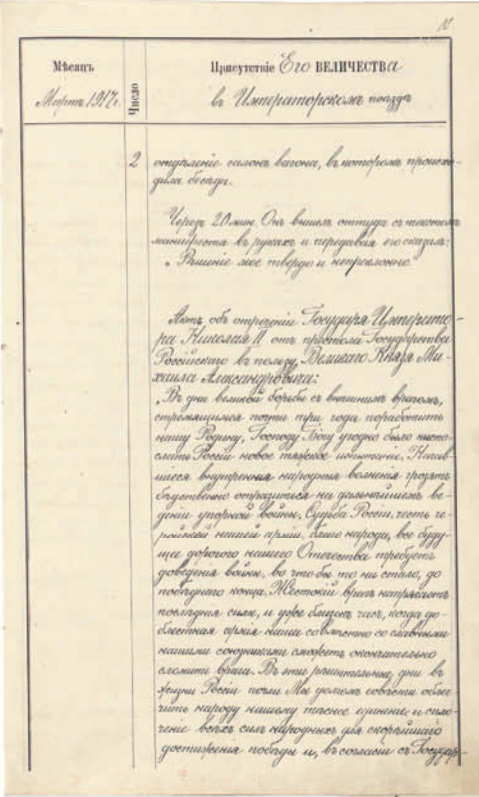 Мѣсяцъ
Мартъ 1917 г.
Число
Присутствіе Его ВЕЛИЧЕСТВА
въ Императорскомъ поѣздѣ
2
отдѣленіе салонъ вагона, въ которомъ происхо-
дила бесѣда.
Черезъ 20 мин. Онъ вышелъ оттуда съ текстомъ
манифеста въ рукахъ и передавая его сказалъ:
„Рѣшеніе мое твердо и непреклонно.
Актъ объ отреченіи Государя Императо-
ра Николая II отъ престола Государства
Россійскаго въ пользу Великаго Князя Ми-
хаила Александровича:
„Въ дни великой борьбы съ внѣшнимъ врагомъ,
стремящимся почти три года поработить
нашу Родину, Господу Богу угодно было ниспо-
слать Россіи новое тяжкое испытаніе. Начав-
шіеся внутреннія народныя волненія грозятъ
бѣдственно отразиться на дальнѣйшемъ ве-
деніи упорной войны. Судьба Россіи, честь ге-
ройской нашей арміи, благо народа, все буду-
щее дорогого нашего Отечества требуютъ
доведенія войны, во что бы то ни стало, до
побѣднаго конца. Жестокій врагъ напрягаетъ
послѣднія силы, и уже близокъ часъ, когда до-
блестная армія наша совмѣстно со славными
нашими союзниками сможетъ окончательно
сломить врага. Въ эти рѣшительные дни въ
жизни Россіи почли Мы долгомъ совѣсти облег-
чить народу нашему тѣсное единеніе и спло-
ченіе всѣхъ силъ народныхъ для скорѣйшаго
достиженія побѣды и, въ согласіи съ Государ-